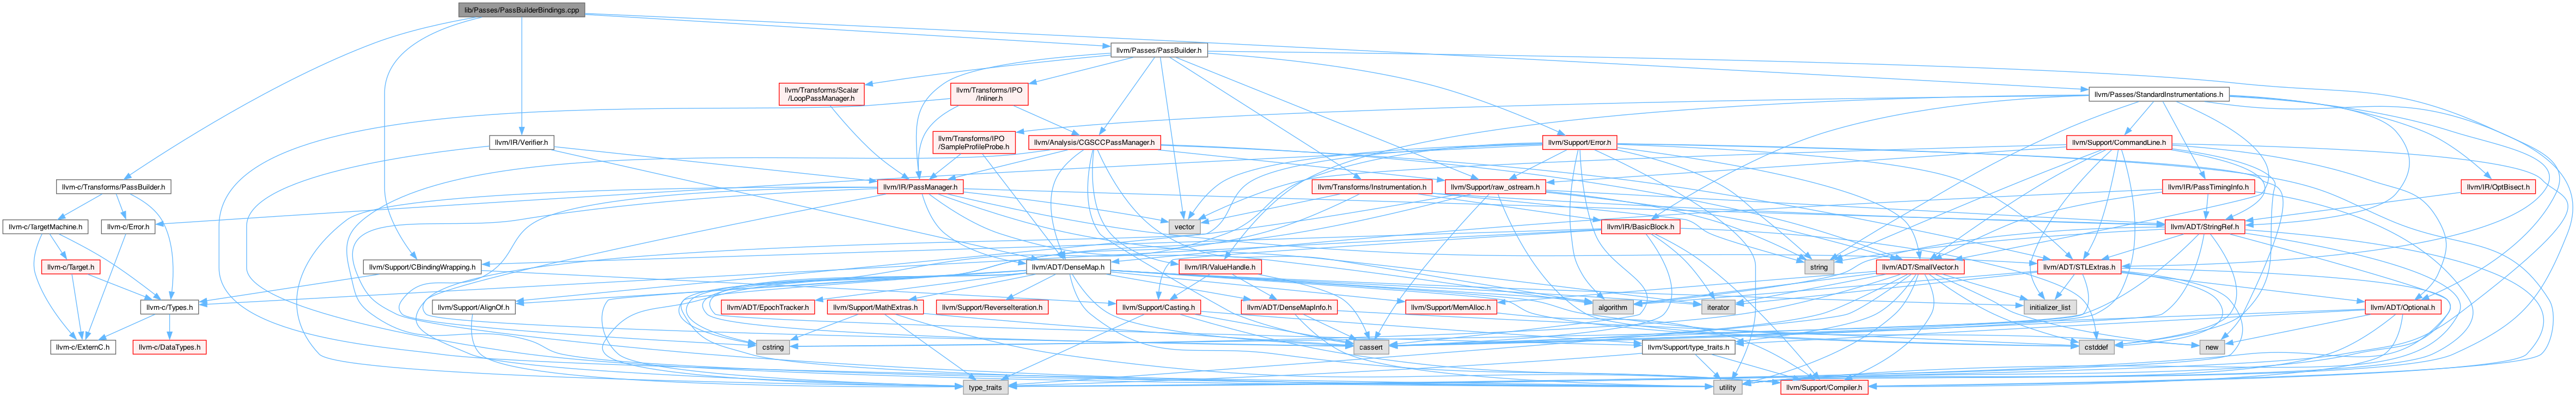 lib/Passes/PassBuilderBindings.cpp
llvm/Passes/PassBuilder.h
llvm/Transforms/Scalar
/LoopPassManager.h
llvm/Transforms/IPO
/Inliner.h
llvm/Passes/StandardInstrumentations.h
llvm/IR/Verifier.h
llvm/Transforms/IPO
/SampleProfileProbe.h
llvm/Analysis/CGSCCPassManager.h
llvm/Support/Error.h
llvm/Support/CommandLine.h
llvm-c/Transforms/PassBuilder.h
llvm/IR/PassManager.h
llvm/Transforms/Instrumentation.h
llvm/Support/raw_ostream.h
llvm/IR/PassTimingInfo.h
llvm/IR/OptBisect.h
llvm-c/TargetMachine.h
llvm-c/Error.h
vector
llvm/IR/BasicBlock.h
llvm/ADT/StringRef.h
llvm-c/Target.h
llvm/Support/CBindingWrapping.h
llvm/ADT/DenseMap.h
llvm/IR/ValueHandle.h
string
llvm/ADT/SmallVector.h
llvm/ADT/STLExtras.h
llvm-c/Types.h
llvm/Support/AlignOf.h
llvm/ADT/EpochTracker.h
llvm/Support/MathExtras.h
llvm/Support/ReverseIteration.h
llvm/Support/Casting.h
llvm/ADT/DenseMapInfo.h
llvm/Support/MemAlloc.h
algorithm
iterator
initializer_list
llvm/ADT/Optional.h
llvm-c/ExternC.h
llvm-c/DataTypes.h
cstring
cassert
llvm/Support/type_traits.h
cstddef
new
type_traits
utility
llvm/Support/Compiler.h